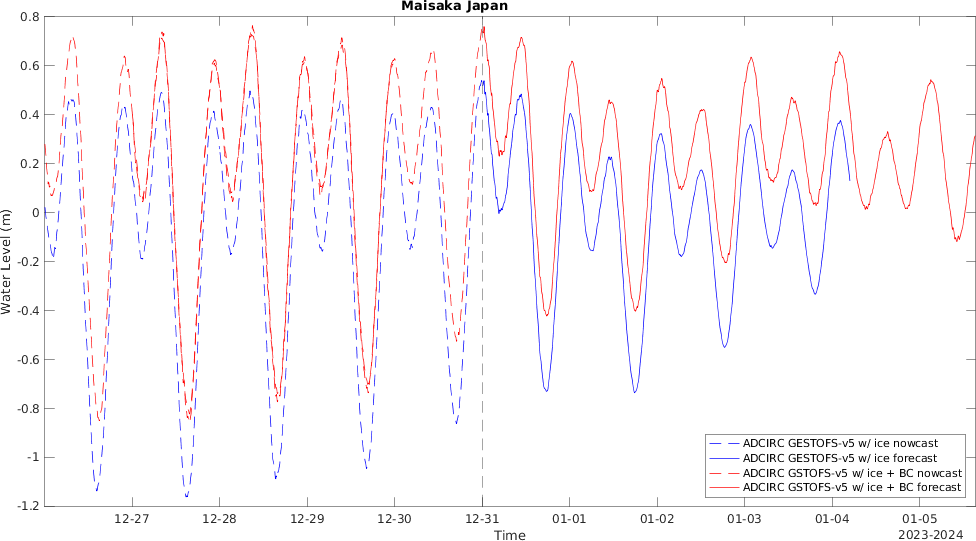 Maisaka Japan
0.8
0.6
0.4
0.2
0
-0.2
-0.4
-0.6
-0.8
-1
-1.2
Water Level (m)
12-27 12-28 12-29 12-30 12-31 01-01 01-02 01-03 01-04 01-05
Time
2023-2024
ADCIRC GESTOFS-v5 w/ ice nowcast
ADCIRC GESTOFS-v5 w/ ice forecast
ADCIRC GSTOFS-v5 w/ ice + BC nowcast
ADCIRC GSTOFS-v5 w/ ice + BC forecast